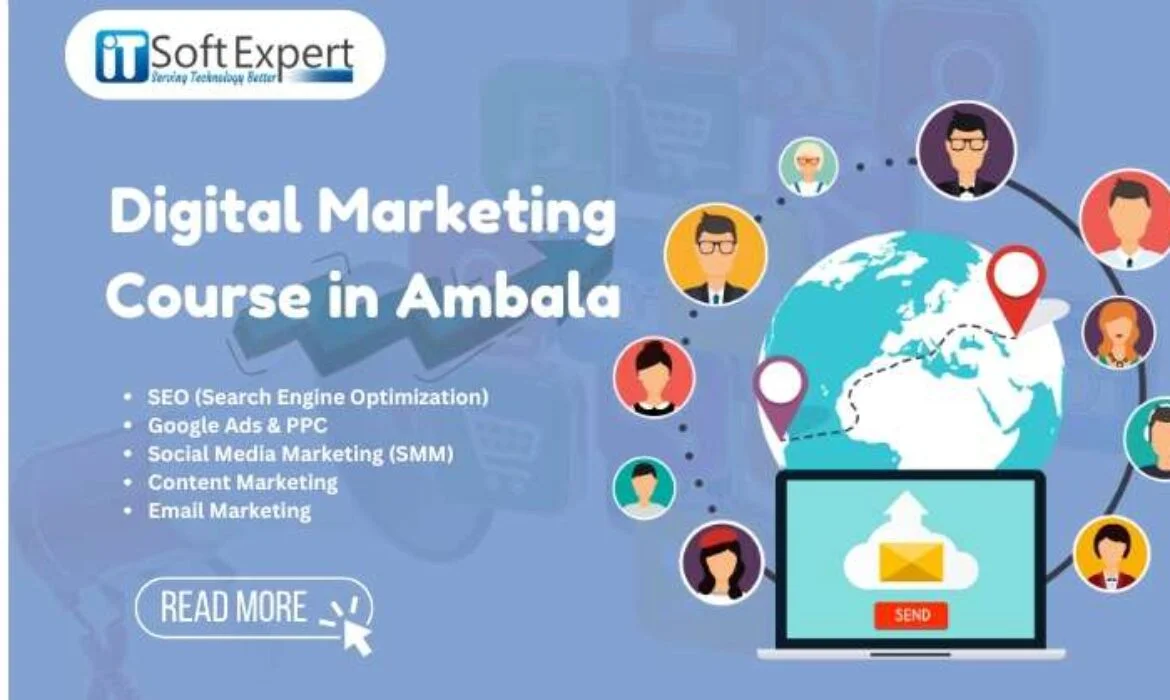 iT Soft Expert
Serving Technology Better
Digital Marketing
Course in Ambala
• SEO (Search Engine Optimization)
• Google Ads & PPC
• Social Media Marketing (SMM)
• Content Marketing
• Email Marketing
READ MORE
SEND